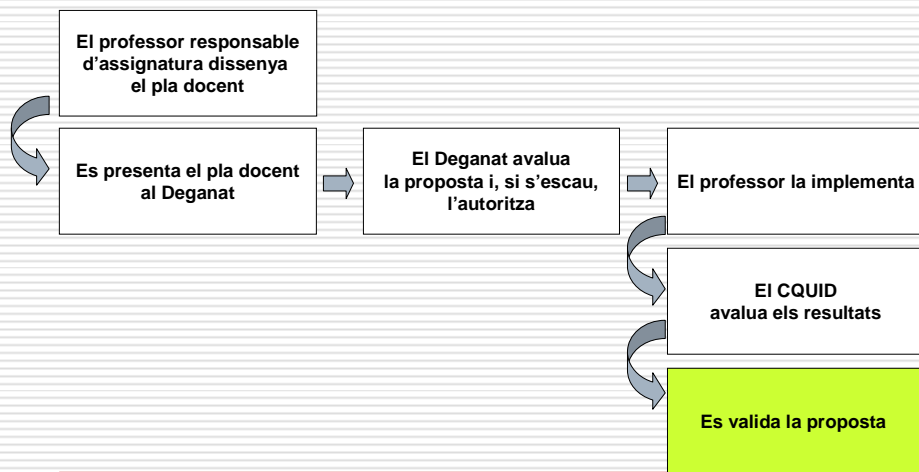 El professor responsable
d’assignatura dissenya
el pla docent
Es presenta el pla docent
al Deganat
El Deganat avalua
la proposta i, si s’escau,
l’autoritza
El professor la implementa
El CQUID
avalua els resultats
Es valida la proposta